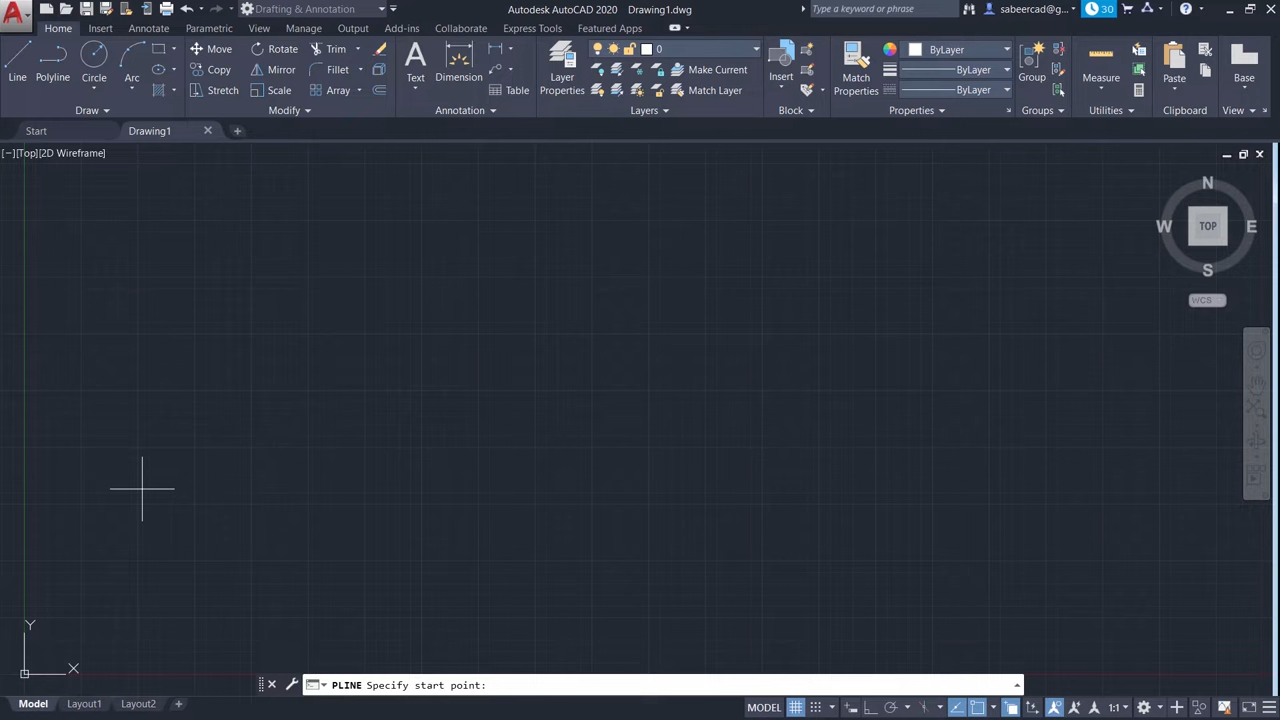 A Drafting & Annotation Autodesk AutoCAD 2020 Drawing1.dwg Type a keyword or phrase sabeercad@g... 30 ?
Home Insert Annotate Parametric View Manage Output Add-ins Collaborate Express Tools Featured Apps
Move Rotate Trim 0 ByLayer
Line Polyline Circle Arc Copy Mirror Fillet A Text Dimension Layer Properties Make Current Insert Match Properties ByLayer Group Measure Paste Base
Stretch Scale Array Table Match Layer ByLayer
Draw Modify Annotation Layers Block Properties Groups Utilities Clipboard View
Start Drawing1
[−][Top][2D Wireframe]
N
W TOP E
S
WCS
Y
X
PLINE Specify start point:
Model Layout1 Layout2 MODEL 1:1